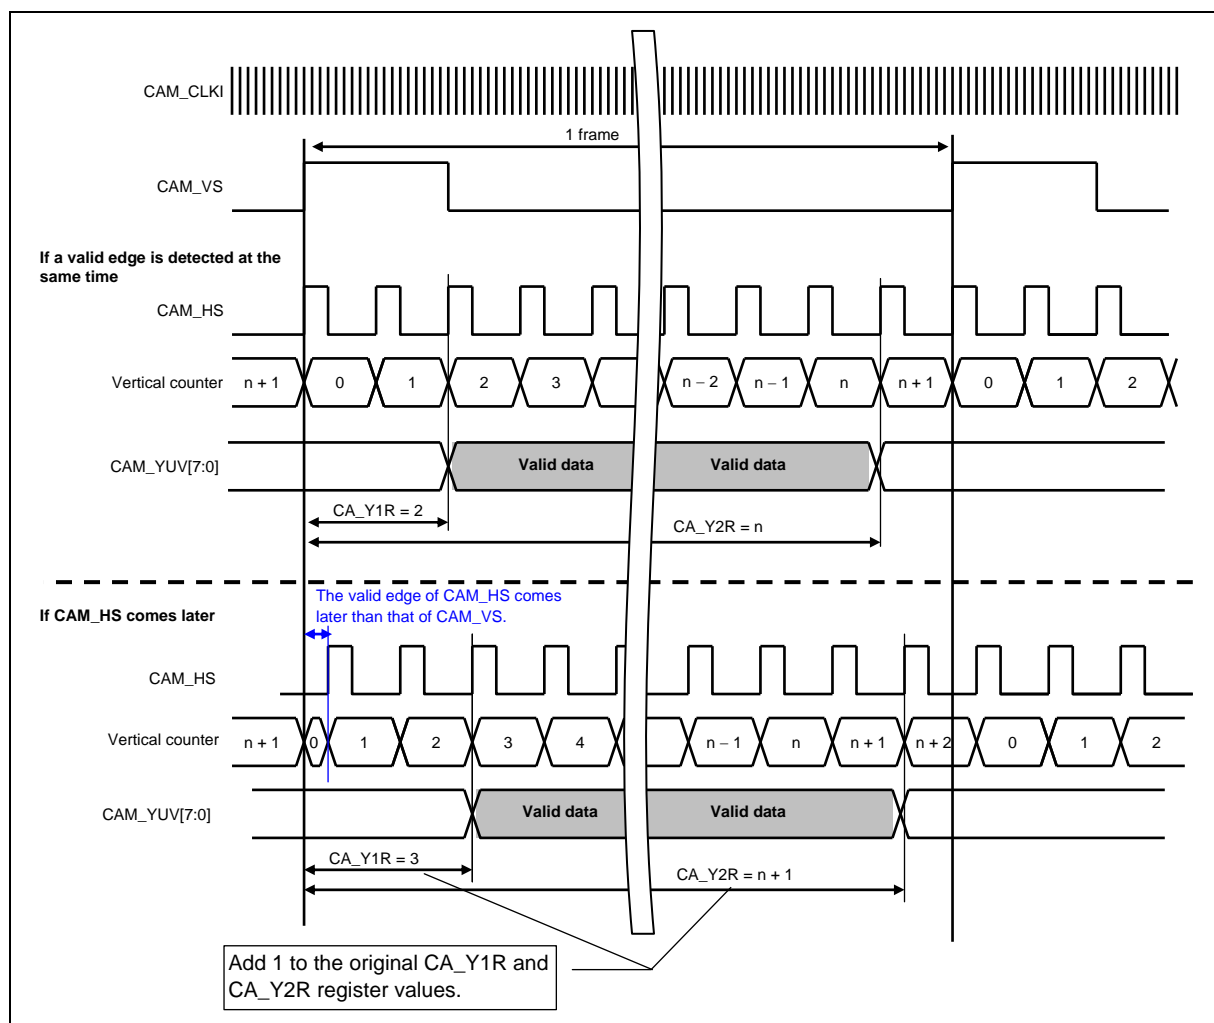 CAM_CLKI
1 frame
CAM_VS
If a valid edge is detected at the
same time
CAM_HS
Vertical counter n + 1 0 1 2 3 n − 2 n − 1 n n + 1 0 1 2
CAM_YUV[7:0] Valid data Valid data
CA_Y1R = 2
CA_Y2R = n
The valid edge of CAM_HS comes
later than that of CAM_VS.
If CAM_HS comes later
CAM_HS
Vertical counter n + 1 0 1 2 3 4 n − 1 n n + 1 n + 2 0 1 2
CAM_YUV[7:0] Valid data Valid data
CA_Y1R = 3
CA_Y2R = n + 1
Add 1 to the original CA_Y1R and
CA_Y2R register values.